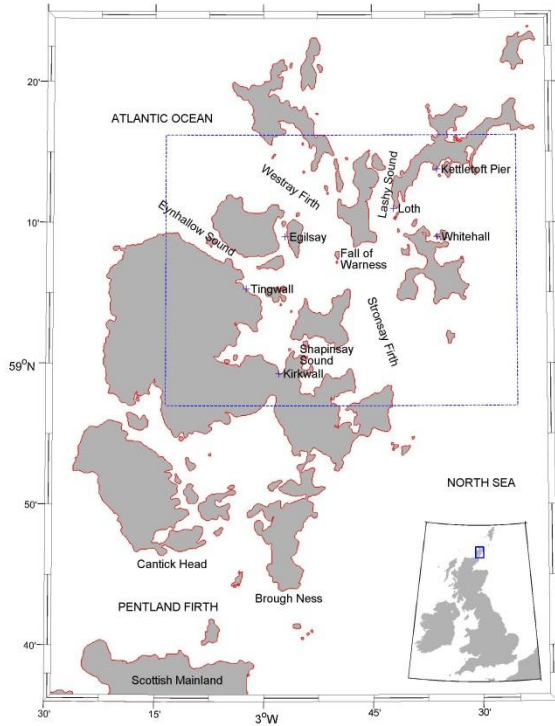 20'
ATLANTIC OCEAN
Westray Firth
Lashy Sound
Kettletoft Pier
10'
Eynhallow Sound
Loth
Egilsay
Whitehall
Fall of
Warness
Tingwall
Stronsay Firth
59°N
Shapinsay
Sound
Kirkwall
50'
NORTH SEA
Cantick Head
Brough Ness
PENTLAND FIRTH
40'
Scottish Mainland
30'
15'
3°W
45'
30'